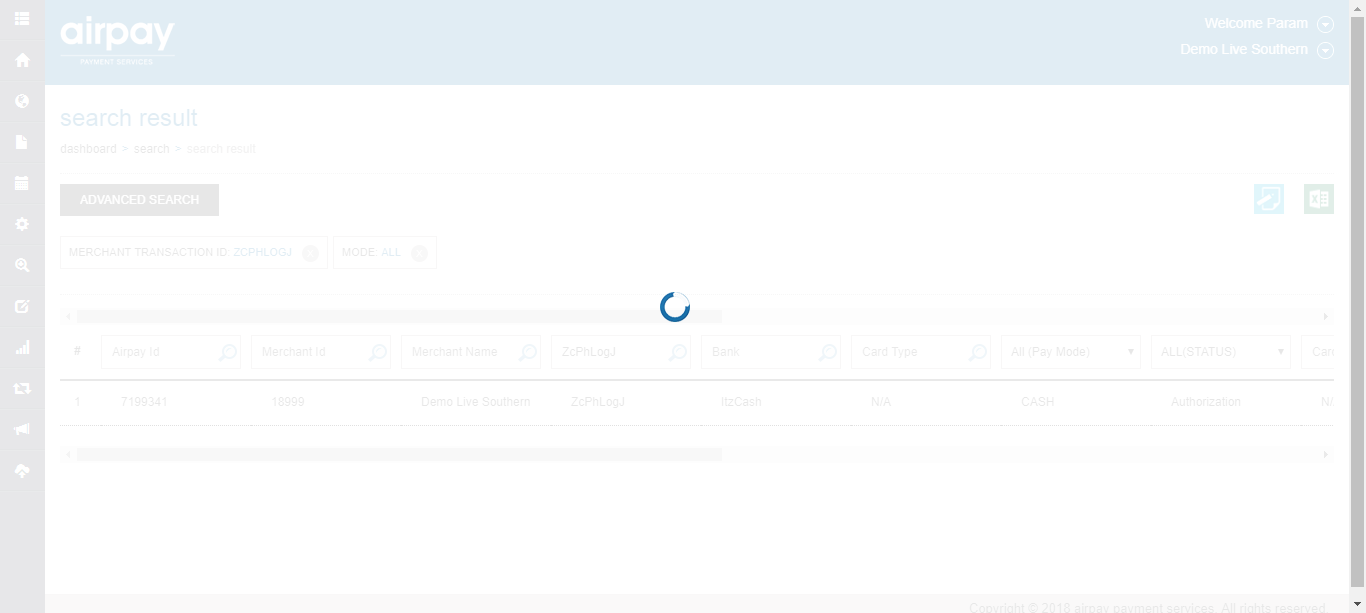 airpay
PAYMENT SERVICES
Welcome Param
Demo Live Southern
search result
dashboard > search > search result
ADVANCED SEARCH
MERCHANT TRANSACTION ID: ZCPHLOGJ
MODE: ALL
# Airpay Id Merchant Id Merchant Name ZcPhLogJ Bank Card Type All (Pay Mode) ALL(STATUS) Card
1 7199341 18999 Demo Live Southern ZcPhLogJ ItzCash N/A CASH Authorization N/
Copyright © 2018 airpay payment services. All rights reserved.